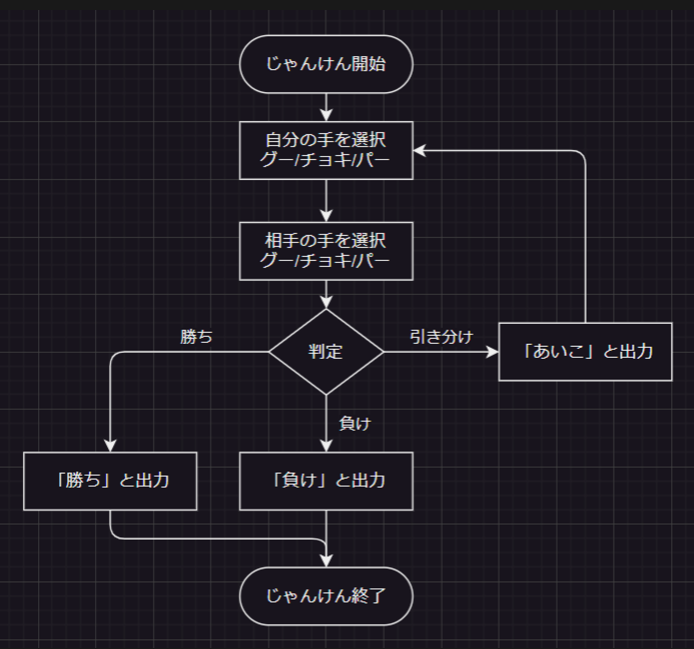 じゃんけん開始
自分の手を選択
グー/チョキ/パー
相手の手を選択
グー/チョキ/パー
勝ち
判定
引き分け
「あいこ」と出力
負け
「勝ち」と出力
「負け」と出力
じゃんけん終了